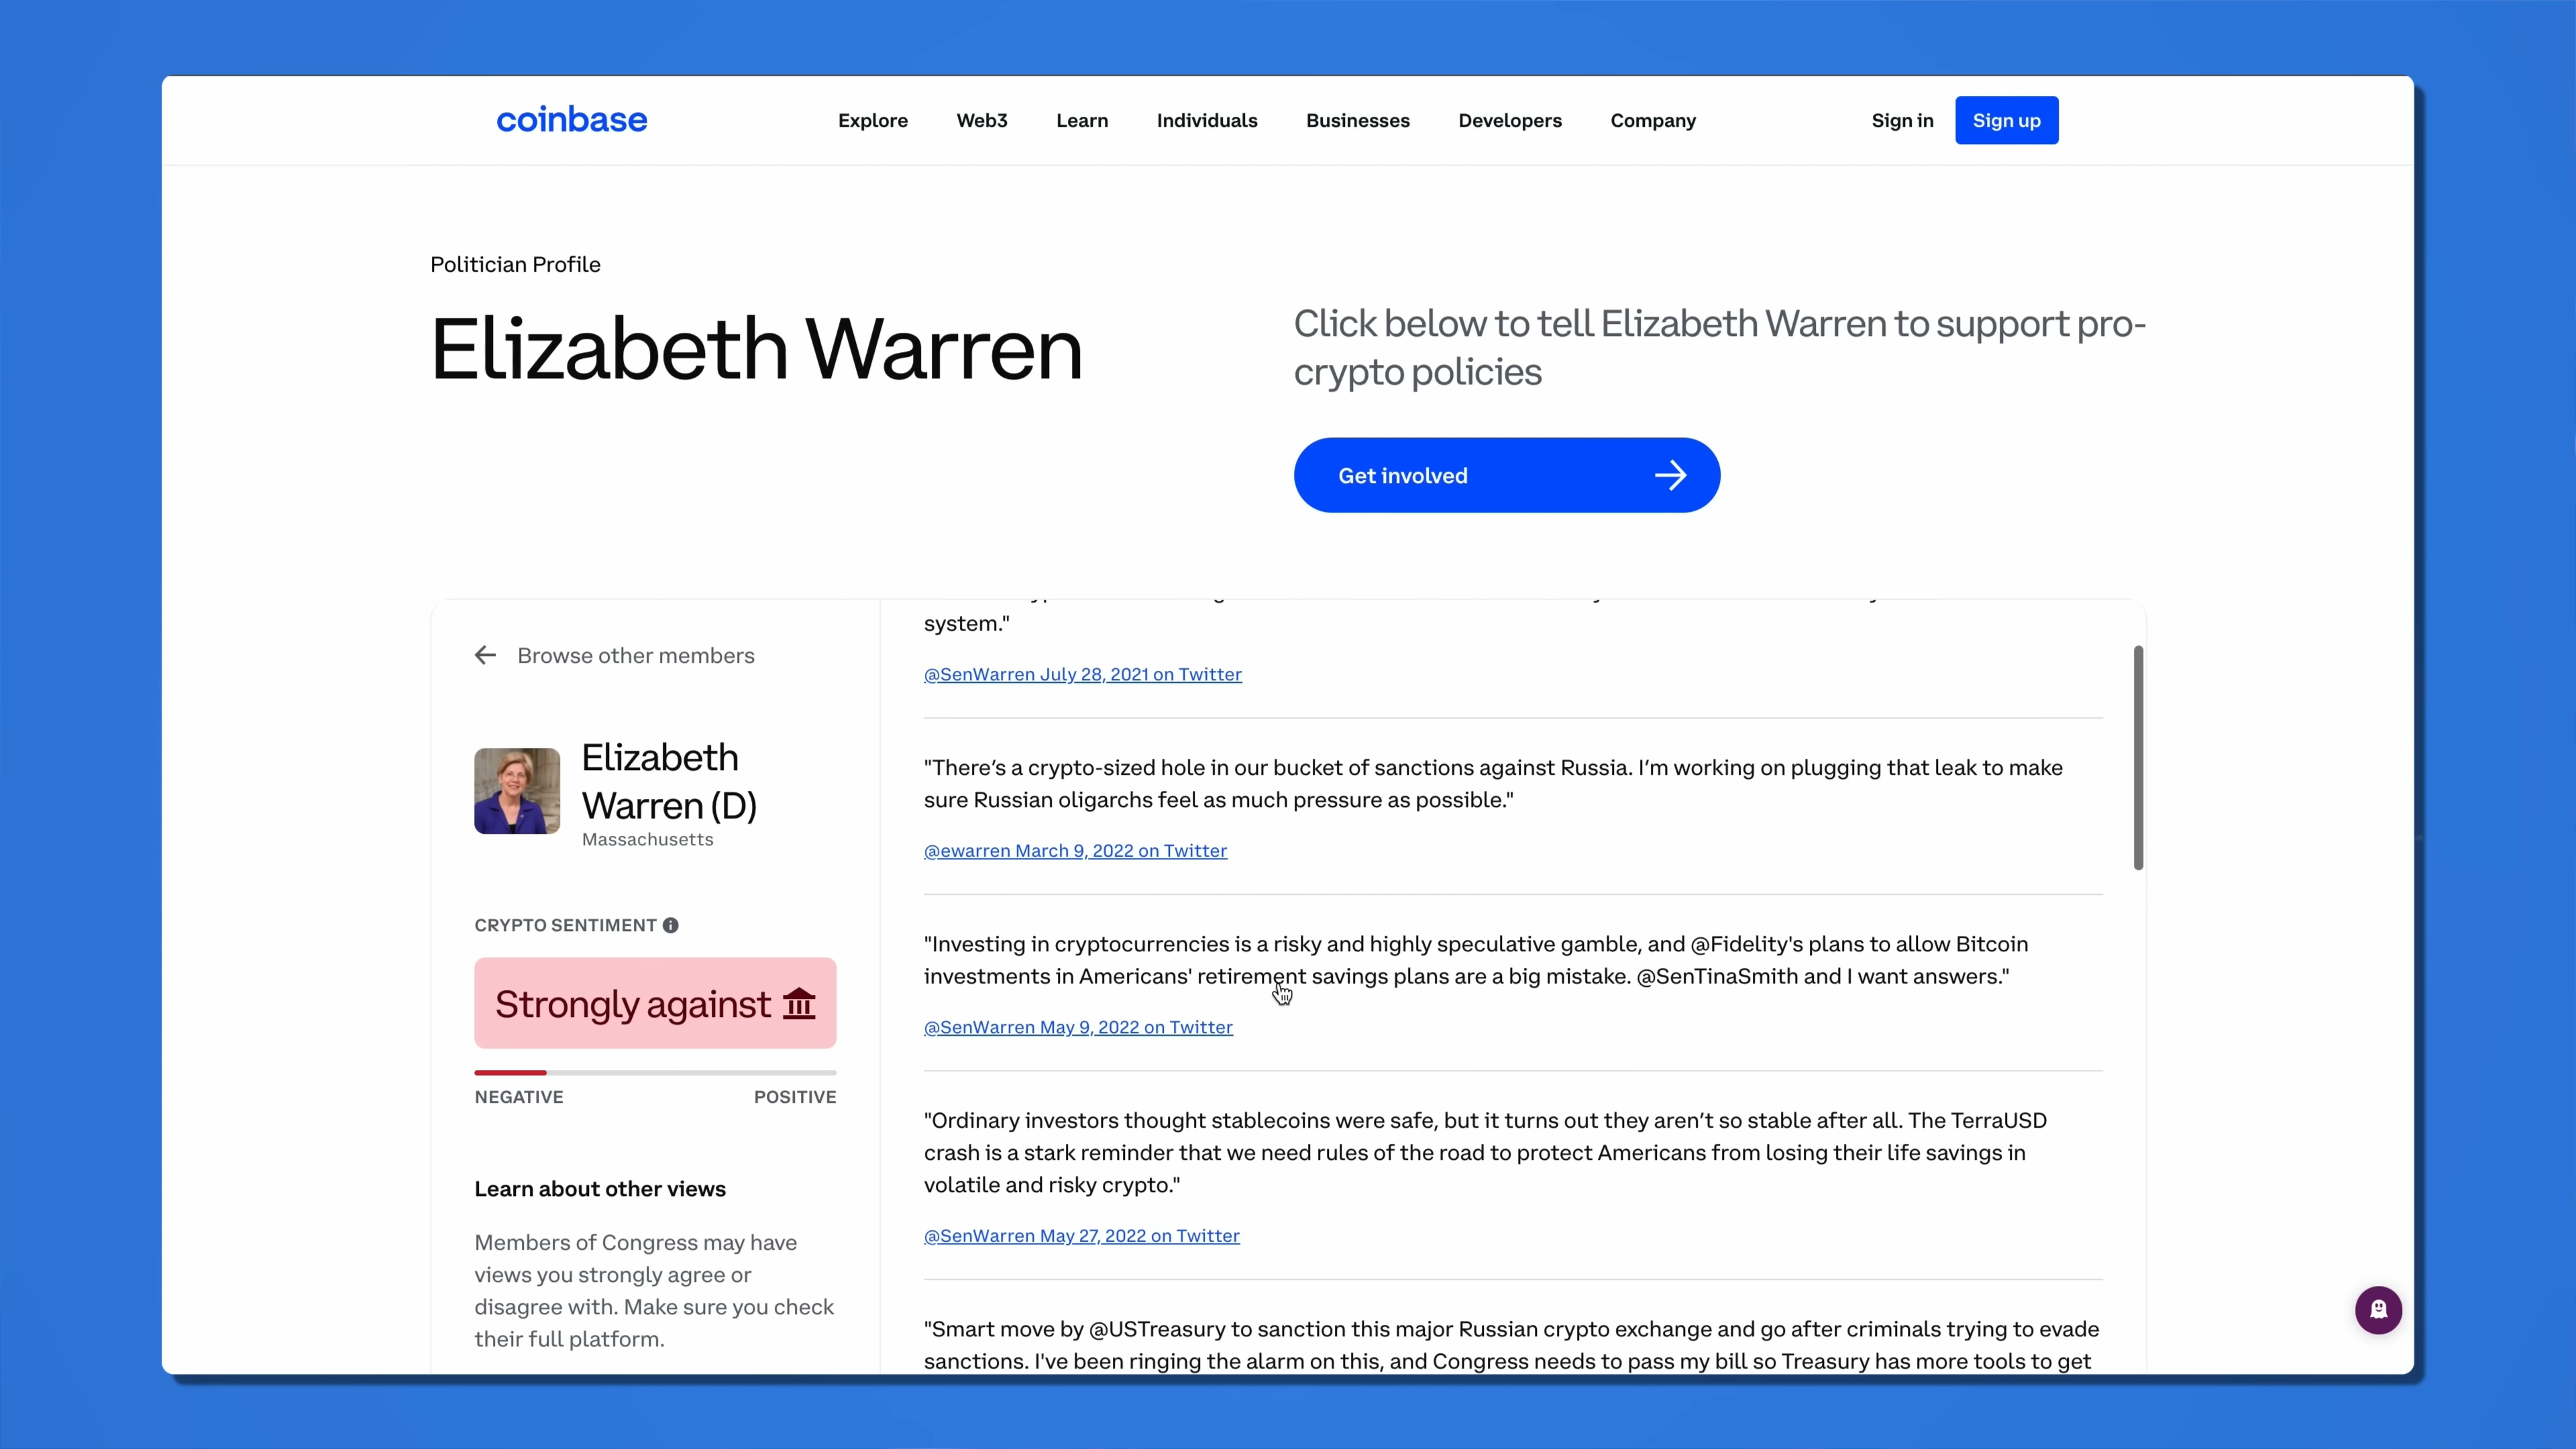 coinbase
Explore
Web3
Learn
Individuals
Businesses
Developers
Company
Sign in
Sign up
Politician Profile
Elizabeth Warren
Click below to tell Elizabeth Warren to support pro-
crypto policies
Get involved
Browse other members
Elizabeth
Warren (D)
Massachusetts
CRYPTO SENTIMENT
Strongly against
NEGATIVE
POSITIVE
Learn about other views
Members of Congress may have
views you strongly agree or
disagree with. Make sure you check
their full platform.
system."
@SenWarren July 28, 2021 on Twitter
"There’s a crypto-sized hole in our bucket of sanctions against Russia. I’m working on plugging that leak to make
sure Russian oligarchs feel as much pressure as possible."
@ewarren March 9, 2022 on Twitter
"Investing in cryptocurrencies is a risky and highly speculative gamble, and @Fidelity's plans to allow Bitcoin
investments in Americans' retirement savings plans are a big mistake. @SenTinaSmith and I want answers."
@SenWarren May 9, 2022 on Twitter
"Ordinary investors thought stablecoins were safe, but it turns out they aren’t so stable after all. The TerraUSD
crash is a stark reminder that we need rules of the road to protect Americans from losing their life savings in
volatile and risky crypto."
@SenWarren May 27, 2022 on Twitter
"Smart move by @USTreasury to sanction this major Russian crypto exchange and go after criminals trying to evade
sanctions. I've been ringing the alarm on this, and Congress needs to pass my bill so Treasury has more tools to get